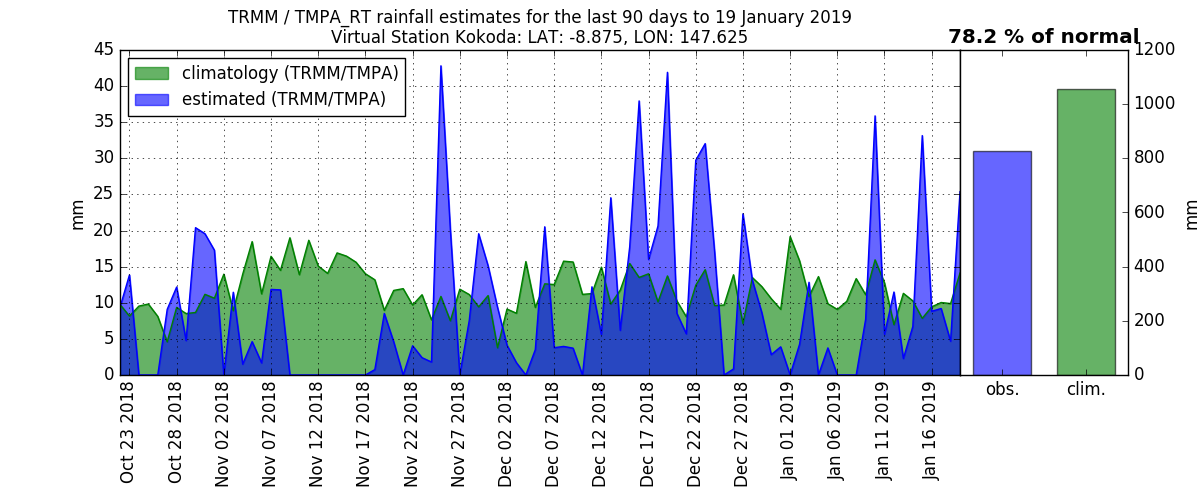 TRMM / TMPA_RT rainfall estimates for the last 90 days to 19 January 2019
Virtual Station Kokoda: LAT: -8.875, LON: 147.625
78.2 % of normal
climatology (TRMM/TMPA)
estimated (TRMM/TMPA)
45
40
35
30
25
20
15
10
5
0
mm
1200
1000
800
600
400
200
0
mm
Oct 23 2018
Oct 28 2018
Nov 02 2018
Nov 07 2018
Nov 12 2018
Nov 17 2018
Nov 22 2018
Nov 27 2018
Dec 02 2018
Dec 07 2018
Dec 12 2018
Dec 17 2018
Dec 22 2018
Dec 27 2018
Jan 01 2019
Jan 06 2019
Jan 11 2019
Jan 16 2019
obs.
clim.